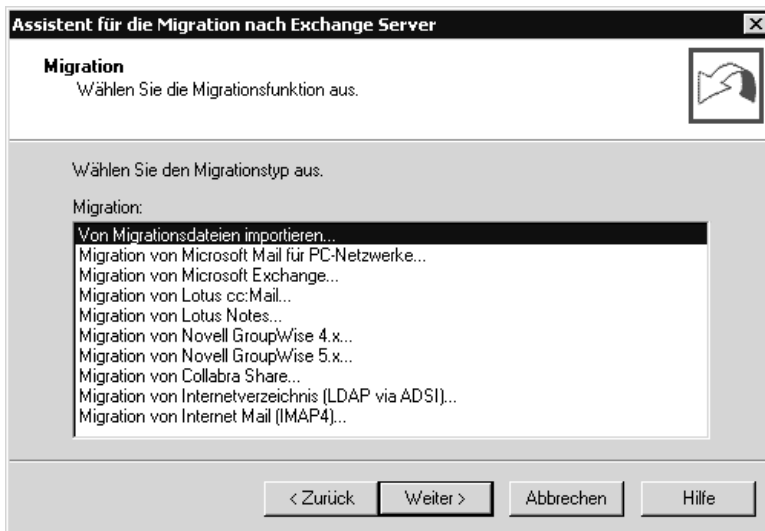 Assistent für die Migration nach Exchange Server
Migration
Wählen Sie die Migrationsfunktion aus.
Wählen Sie den Migrationstyp aus.
Migration:
Von Migrationsdateien importieren...
Migration von Microsoft Mail für PC-Netzwerke...
Migration von Microsoft Exchange...
Migration von Lotus cc:Mail...
Migration von Lotus Notes...
Migration von Novell GroupWise 4.x...
Migration von Novell GroupWise 5.x...
Migration von Collabra Share...
Migration von Internetverzeichnis (LDAP via ADSI)...
Migration von Internet Mail (IMAP4)...
< Zurück Weiter > Abbrechen Hilfe